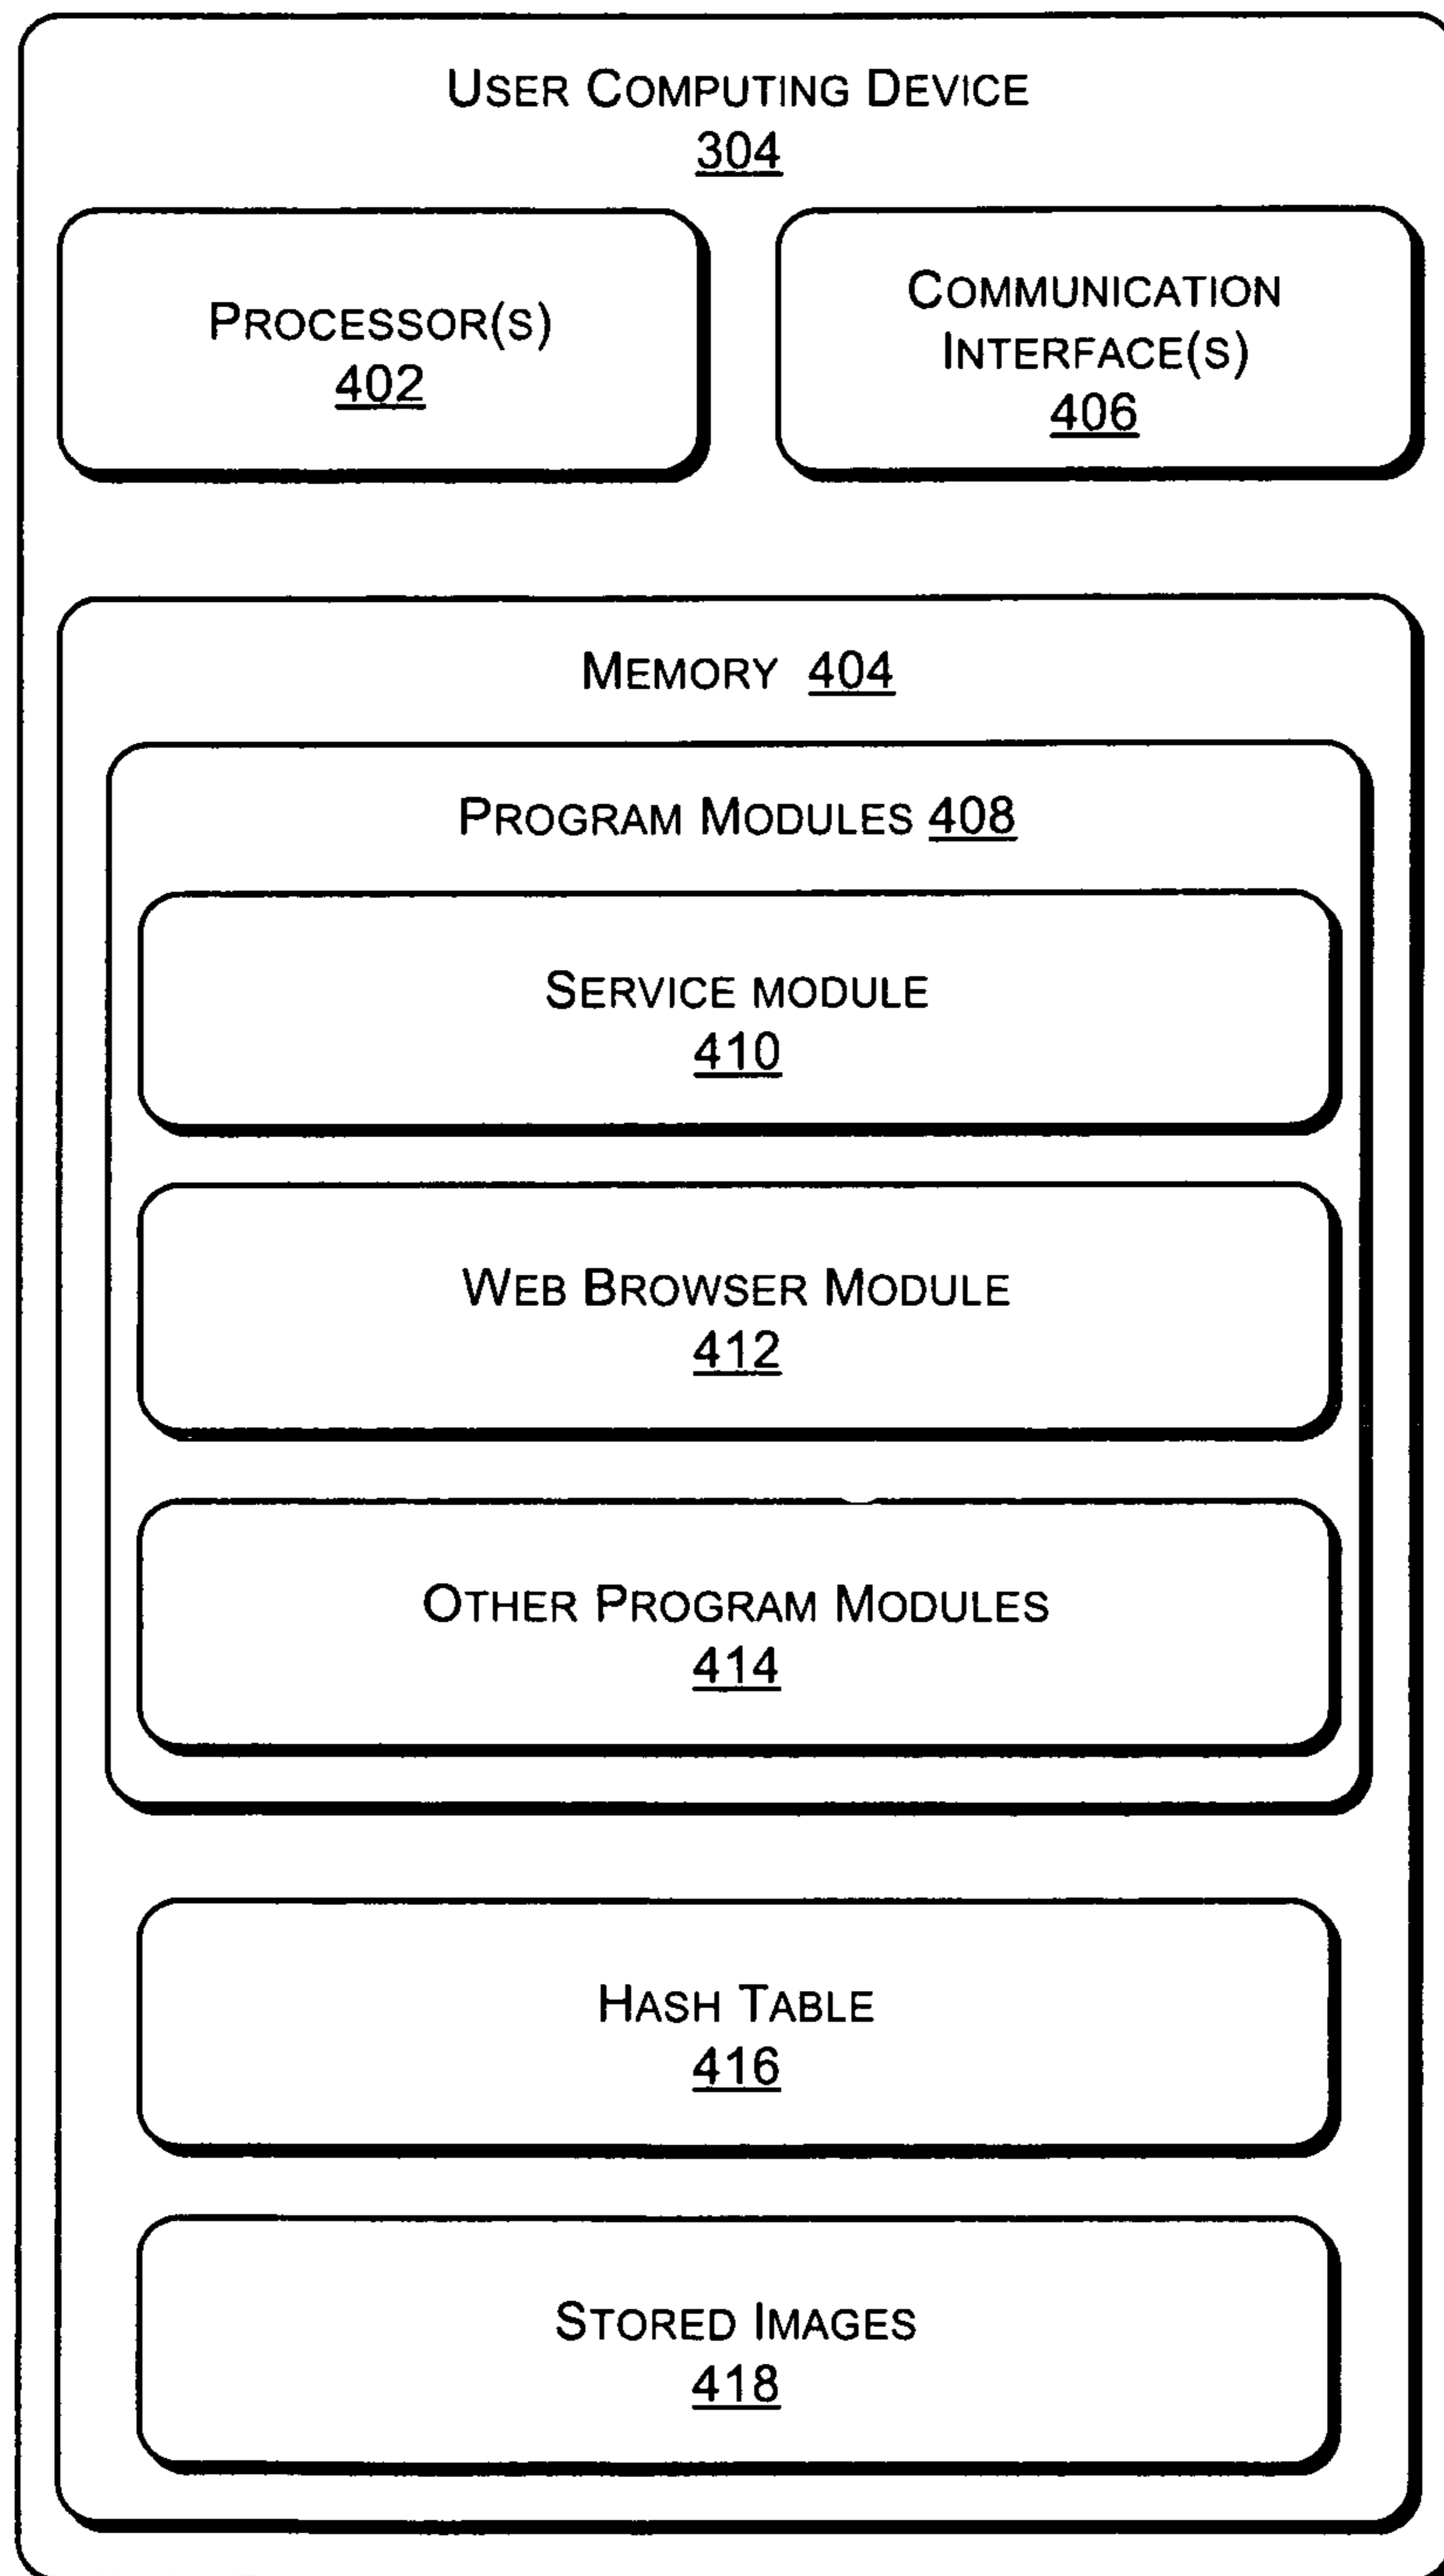 USER COMPUTING DEVICE
304
PROCESSOR(S)
402
COMMUNICATION
INTERFACE(S)
406
MEMORY 404
PROGRAM MODULES 408
SERVICE MODULE
410
WEB BROWSER MODULE
412
OTHER PROGRAM MODULES
414
HASH TABLE
416
STORED IMAGES
418